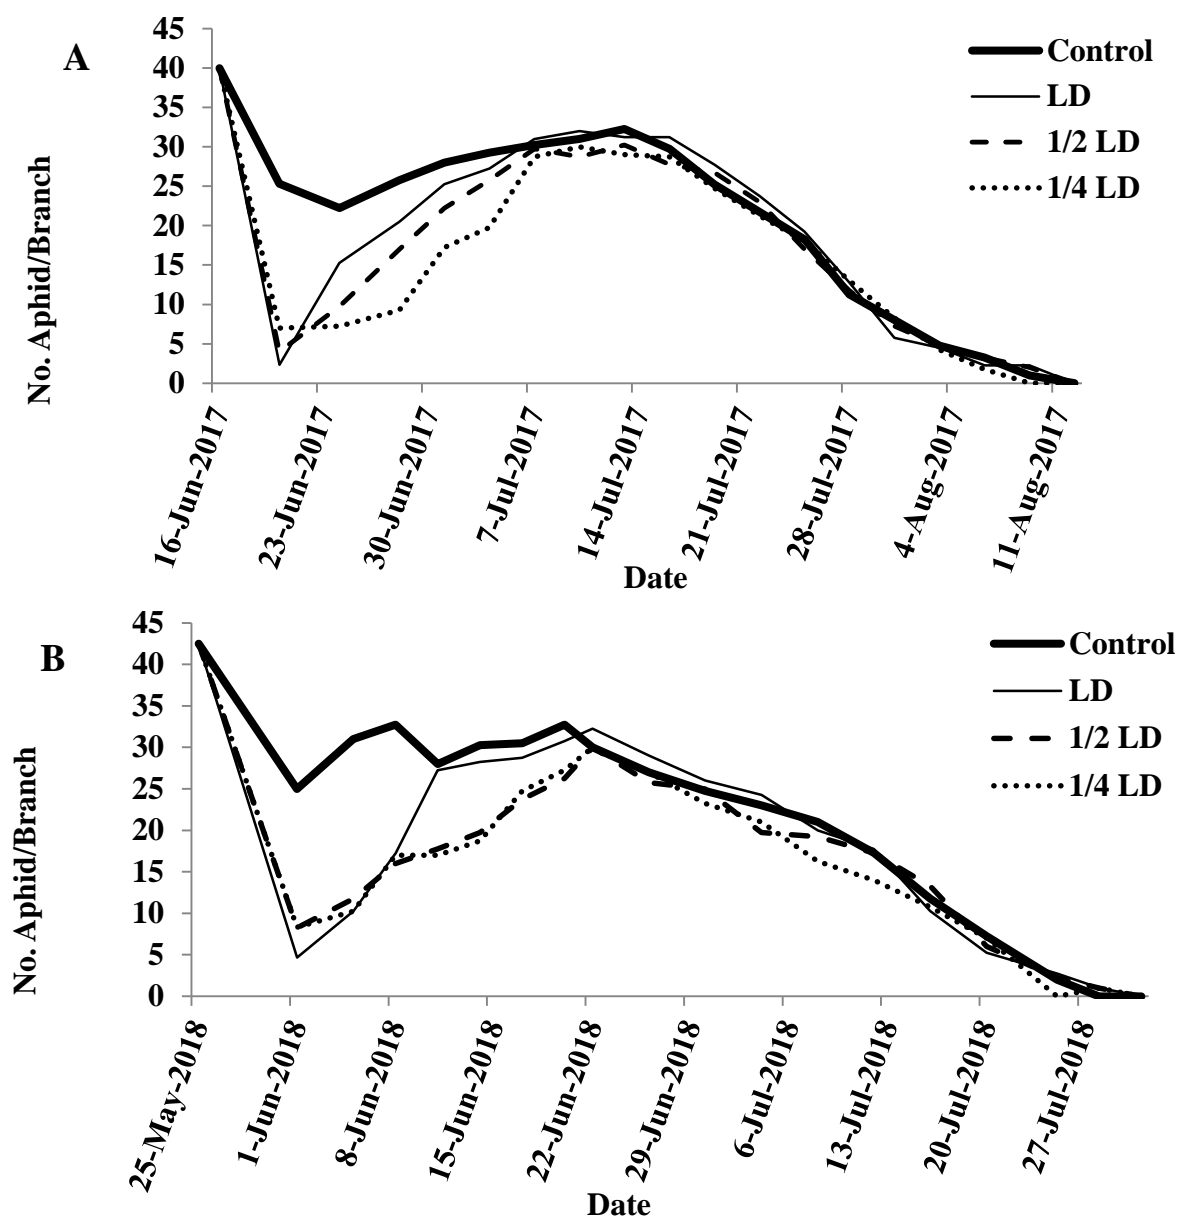 A
No. Aphid/Branch
45
40
35
30
25
20
15
10
5
0
Control
LD
1/2 LD
1/4 LD
16-Jun-2017
23-Jun-2017
30-Jun-2017
7-Jul-2017
14-Jul-2017
21-Jul-2017
28-Jul-2017
4-Aug-2017
11-Aug-2017
Date
B
No. Aphid/Branch
45
40
35
30
25
20
15
10
5
0
Control
LD
1/2 LD
1/4 LD
25-May-2018
1-Jun-2018
8-Jun-2018
15-Jun-2018
22-Jun-2018
29-Jun-2018
6-Jul-2018
13-Jul-2018
20-Jul-2018
27-Jul-2018
Date